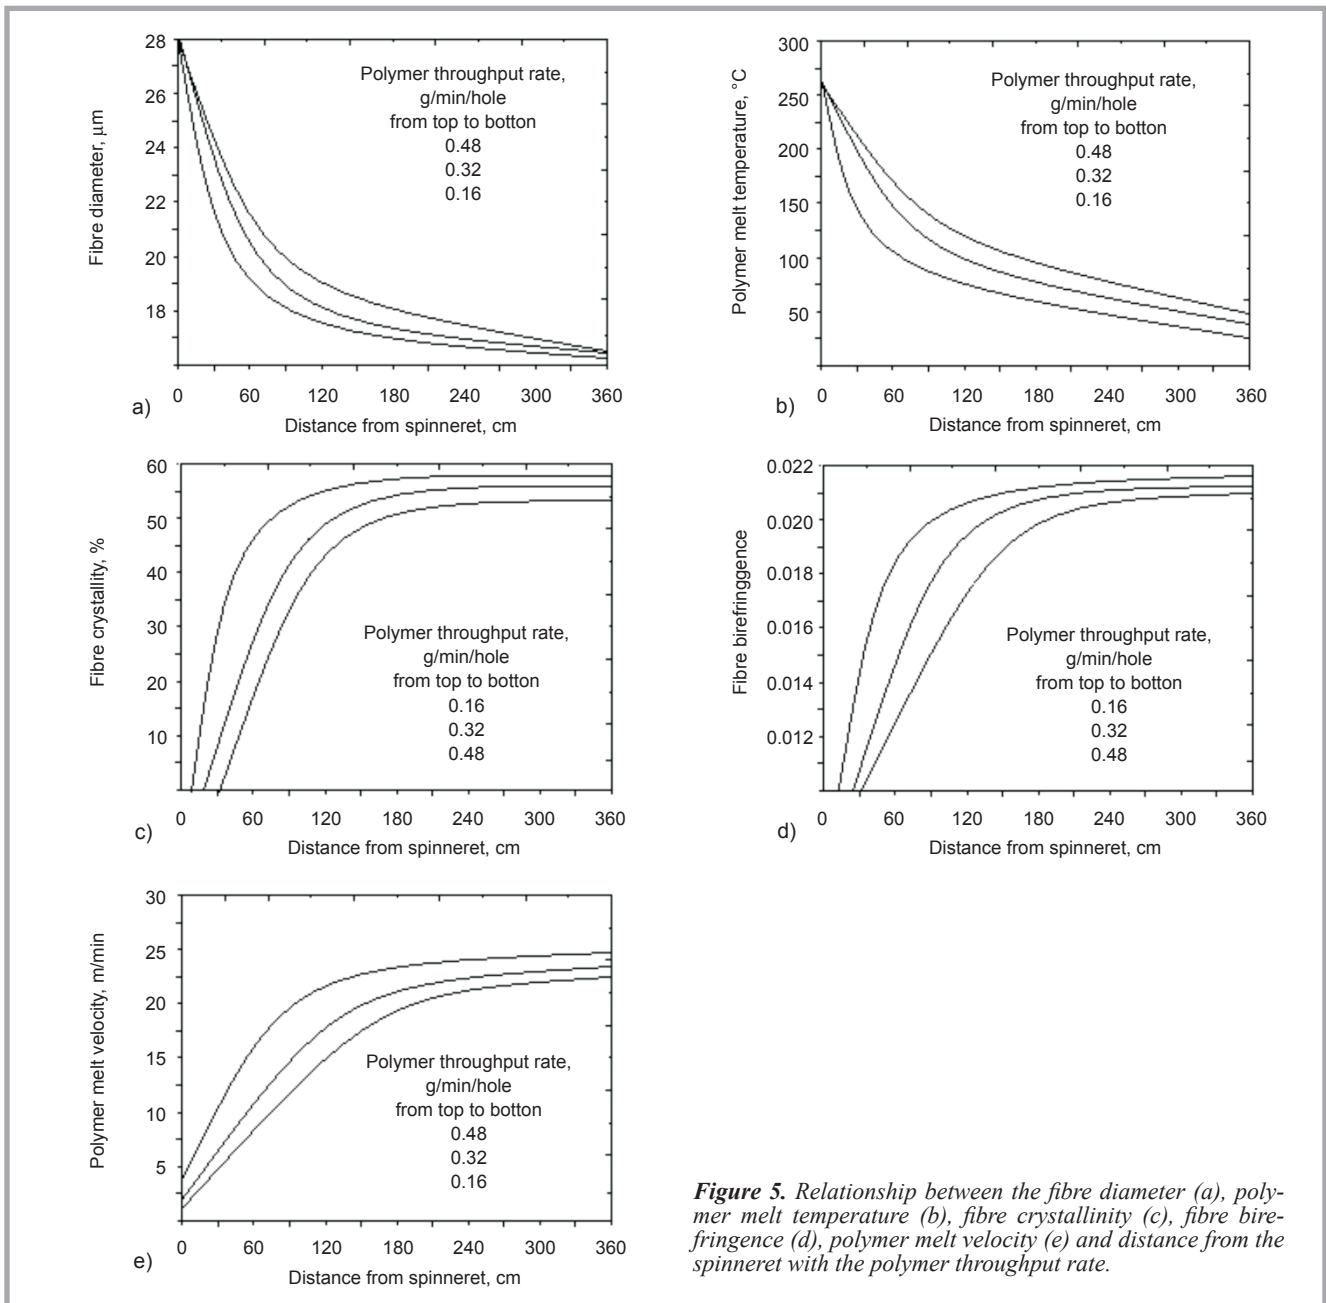 28
26
24
22
20
18
Fibre diameter, µm
Polymer throughput rate,
g/min/hole
from top to botton
0.48
0.32
0.16
0 60 120 180 240 300 360
a)
Distance from spinneret, cm
300
250
200
150
100
50
Polymer melt temperature, °C
Polymer throughput rate,
g/min/hole
from top to botton
0.48
0.32
0.16
0 60 120 180 240 300 360
b)
Distance from spinneret, cm
60
50
40
30
20
10
Fibre crystallity, %
Polymer throughput rate,
g/min/hole
from top to botton
0.16
0.32
0.48
0 60 120 180 240 300 360
c)
Distance from spinneret, cm
0.022
0.020
0.018
0.016
0.014
0.012
Fibre birefringgence
Polymer throughput rate,
g/min/hole
from top to botton
0.16
0.32
0.48
0 60 120 180 240 300 360
d)
Distance from spinneret, cm
30
25
20
15
10
5
Polymer melt velocity, m/min
Polymer throughput rate,
g/min/hole
from top to botton
0.48
0.32
0.16
0 60 120 180 240 300 360
e)
Distance from spinneret, cm
Figure 5. Relationship between the fibre diameter (a), poly-
mer melt temperature (b), fibre crystallinity (c), fibre bire-
fringence (d), polymer melt velocity (e) and distance from the
spinneret with the polymer throughput rate.